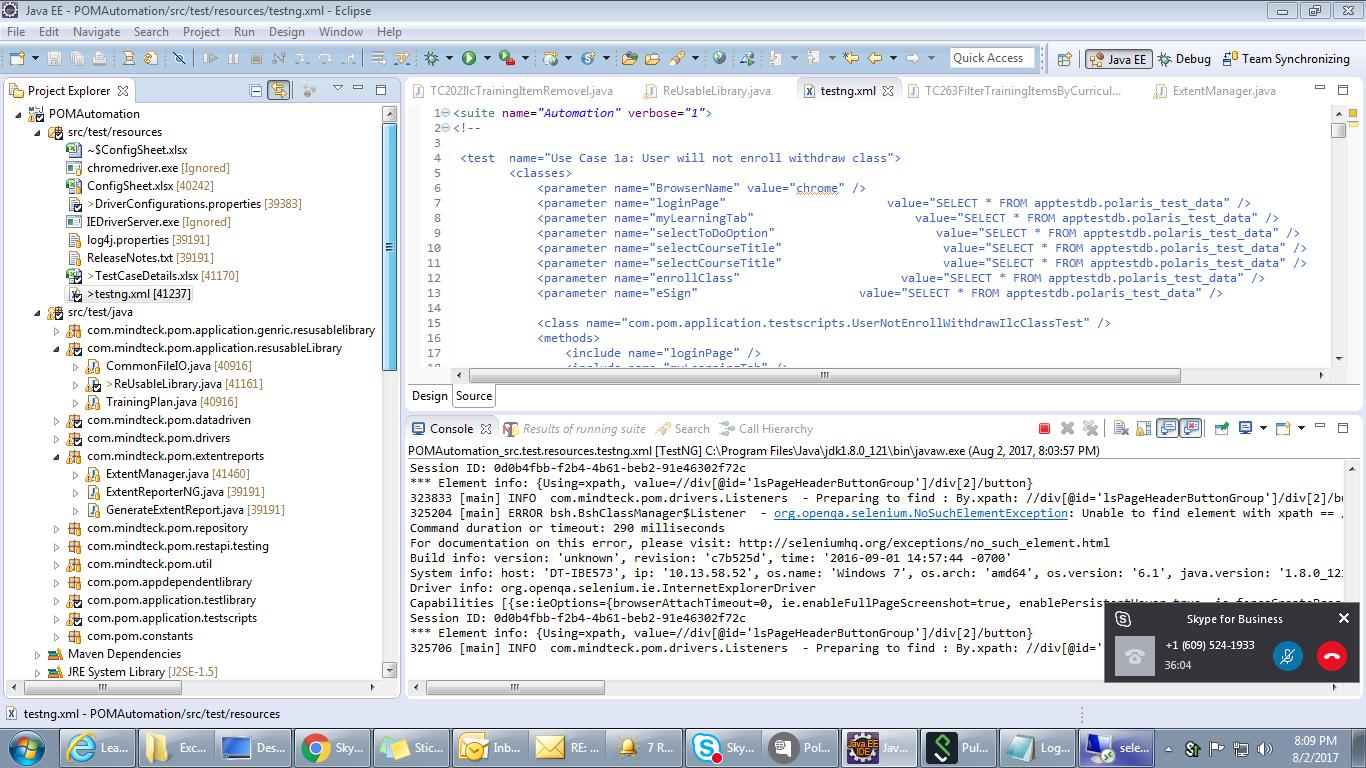 Java EE - POMAutomation/src/test/resources/testng.xml - Eclipse
File Edit Navigate Search Project Run Design Window Help
Quick Access
Java EE
Debug
Team Synchronizing
Project Explorer
POMAutomation
src/test/resources
~$ConfigSheet.xlsx
chromedriver.exe [Ignored]
ConfigSheet.xlsx [40242]
>DriverConfigurations.properties [39383]
IEDriverServer.exe [Ignored]
log4j.properties [39191]
ReleaseNotes.txt [39191]
>TestCaseDetails.xlsx [41170]
>testng.xml [41237]
src/test/java
com.mindteck.pom.application.genric.resusablelibrary
com.mindteck.pom.application.resusableLibrary
CommonFileIO.java [40916]
>ReUsableLibrary.java [41161]
TrainingPlan.java [40916]
com.mindteck.pom.datadriven
com.mindteck.pom.drivers
com.mindteck.pom.extentreports
ExtentManager.java [41460]
ExtentReporterNG.java [39191]
GenerateExtentReport.java [39191]
com.mindteck.pom.repository
com.mindteck.pom.restapi.testing
com.mindteck.pom.util
com.pom.appdependentlibrary
com.pom.application.testlibrary
com.pom.application.testscripts
com.pom.constants
Maven Dependencies
JRE System Library [J2SE-1.5]
TC202IlcTrainingItemRemovel.java
ReUsableLibrary.java
testng.xml
TC263FilterTrainingItemsByCurricul...
ExtentManager.java
1 <suite name="Automation" verbose="1">
2 <!--
3
4 <test  name="Use Case 1a: User will not enroll withdraw class">
5 <classes>
6 <parameter name="BrowserName" value="chrome" />
7 <parameter name="loginPage" value="SELECT * FROM apptestdb.polaris_test_data" />
8 <parameter name="myLearningTab" value="SELECT * FROM apptestdb.polaris_test_data" />
9 <parameter name="selectToDoOption" value="SELECT * FROM apptestdb.polaris_test_data" />
10 <parameter name="selectCourseTitle" value="SELECT * FROM apptestdb.polaris_test_data" />
11 <parameter name="selectCourseTitle" value="SELECT * FROM apptestdb.polaris_test_data" />
12 <parameter name="enrollClass" value="SELECT * FROM apptestdb.polaris_test_data" />
13 <parameter name="eSign" value="SELECT * FROM apptestdb.polaris_test_data" />
14
15 <class name="com.pom.application.testscripts.UserNotEnrollWithdrawIlcClassTest" />
16 <methods>
17 <include name="loginPage" />
Design Source
Console
Results of running suite
Search
Call Hierarchy
POMAutomation_src.test.resources.testng.xml [TestNG] C:\Program Files\Java\jdk1.8.0_121\bin\javaw.exe (Aug 2, 2017, 8:03:57 PM)
Session ID: 0d0b4fbb-f2b4-4b61-beb2-91e46302f72c
*** Element info: {Using=xpath, value=//div[@id='lsPageHeaderButtonGroup']/div[2]/button}
323833 [main] INFO  com.mindteck.pom.drivers.Listeners  - Preparing to find : By.xpath: //div[@id='lsPageHeaderButtonGroup']/div[2]/bu
325204 [main] ERROR bsh.BshClassManager$Listener  - org.openqa.selenium.NoSuchElementException: Unable to find element with xpath == /
Command duration or timeout: 290 milliseconds
For documentation on this error, please visit: http://seleniumhq.org/exceptions/no_such_element.html
Build info: version: 'unknown', revision: 'c7b525d', time: '2016-09-01 14:57:44 -0700'
System info: host: 'DT-IBE573', ip: '10.13.58.52', os.name: 'Windows 7', os.arch: 'amd64', os.version: '6.1', java.version: '1.8.0_121
Driver info: org.openqa.selenium.ie.InternetExplorerDriver
Capabilities [{se:ieOptions={browserAttachTimeout=0, ie.enableFullPageScreenshot=true,
Session ID: 0d0b4fbb-f2b4-4b61-beb2-91e46302f72c
*** Element info: {Using=xpath, value=//div[@id='lsPageHeaderButtonGroup']/div[2]/button}
325706 [main] INFO  com.mindteck.pom.drivers.Listeners  - Preparing to find : By.xpath: //div[@id='
Skype for Business
+1 (609) 524-1933
36:04
testng.xml - POMAutomation/src/test/resources
Lea...
Exc...
Des...
Sky...
Stic...
Inb...
RE: ...
7 R...
Sky...
Pol...
Jav...
Pul...
Log...
sele...
8:09 PM
8/2/2017